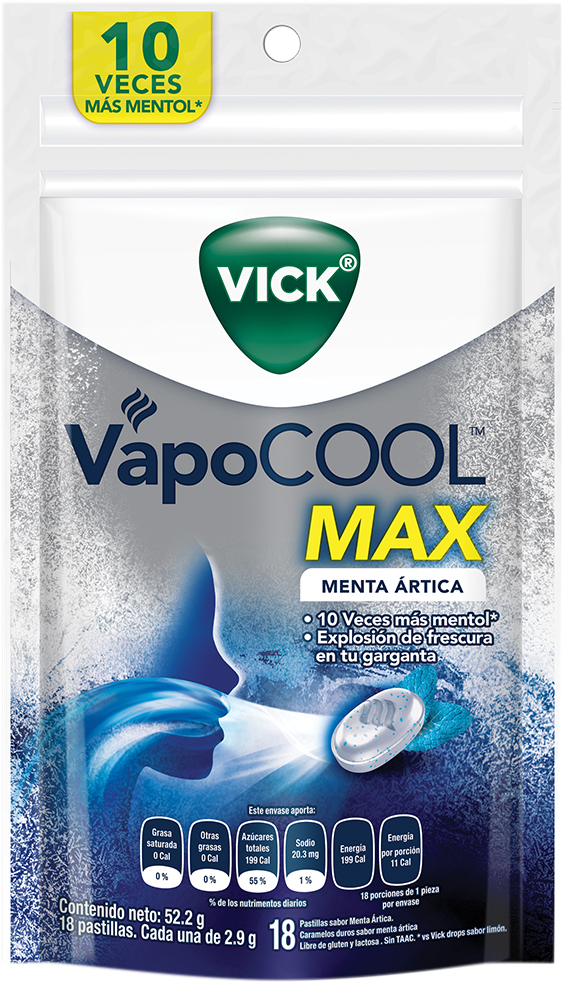 10
VECES
MÁS MENTOL*
VICK®
VapoCOOL™
MAX
MENTA ÁRTICA
• 10 Veces más mentol*
• Explosión de frescura
en tu garganta
Este envase aporta:
Grasa
saturada
0 Cal
0 %
Otras
grasas
0 Cal
0 %
Azúcares
totales
199 Cal
55 %
Sodio
20.3 mg
1 %
Energía
199 Cal
Energía
por porción
11 Cal
% de los nutrimentos diarios
18 porciones de 1 pieza
por envase
Contenido neto: 52.2 g
18 pastillas. Cada una de 2.9 g
18
Pastillas sabor Menta Ártica.
Caramelos duros sabor menta ártica
Libre de gluten y lactosa . Sin TAAC. * vs Vick drops sabor limón.